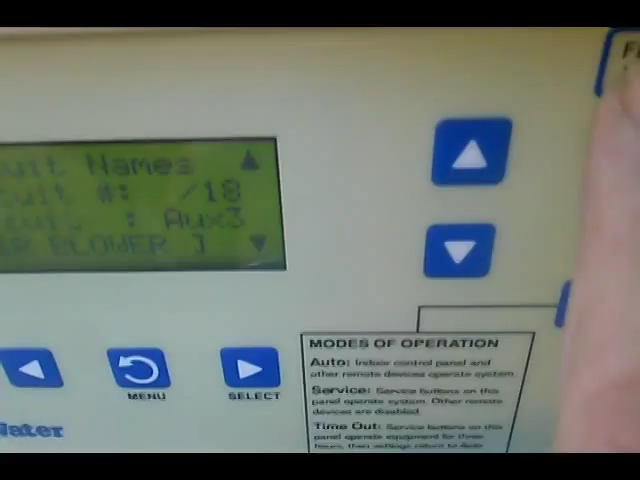 uit Names
uit #: /18
: Aux3
R BLOWER ]
MENU
SELECT
Water
MODES OF OPERATION
Auto: Indoor control panel and
other remote devices operate system
Service: Service buttons on this
panel operate system. Other remote
devices are disabled.
Time Out: Service buttons on this
panel operate equipment for three
hours, then settings return to Auto